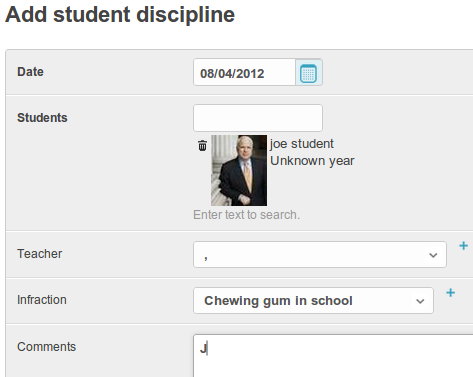 Add student discipline
Date
08/04/2012
Students
joe student
Unknown year
Enter text to search.
Teacher
,
Infraction
Chewing gum in school
Comments
J